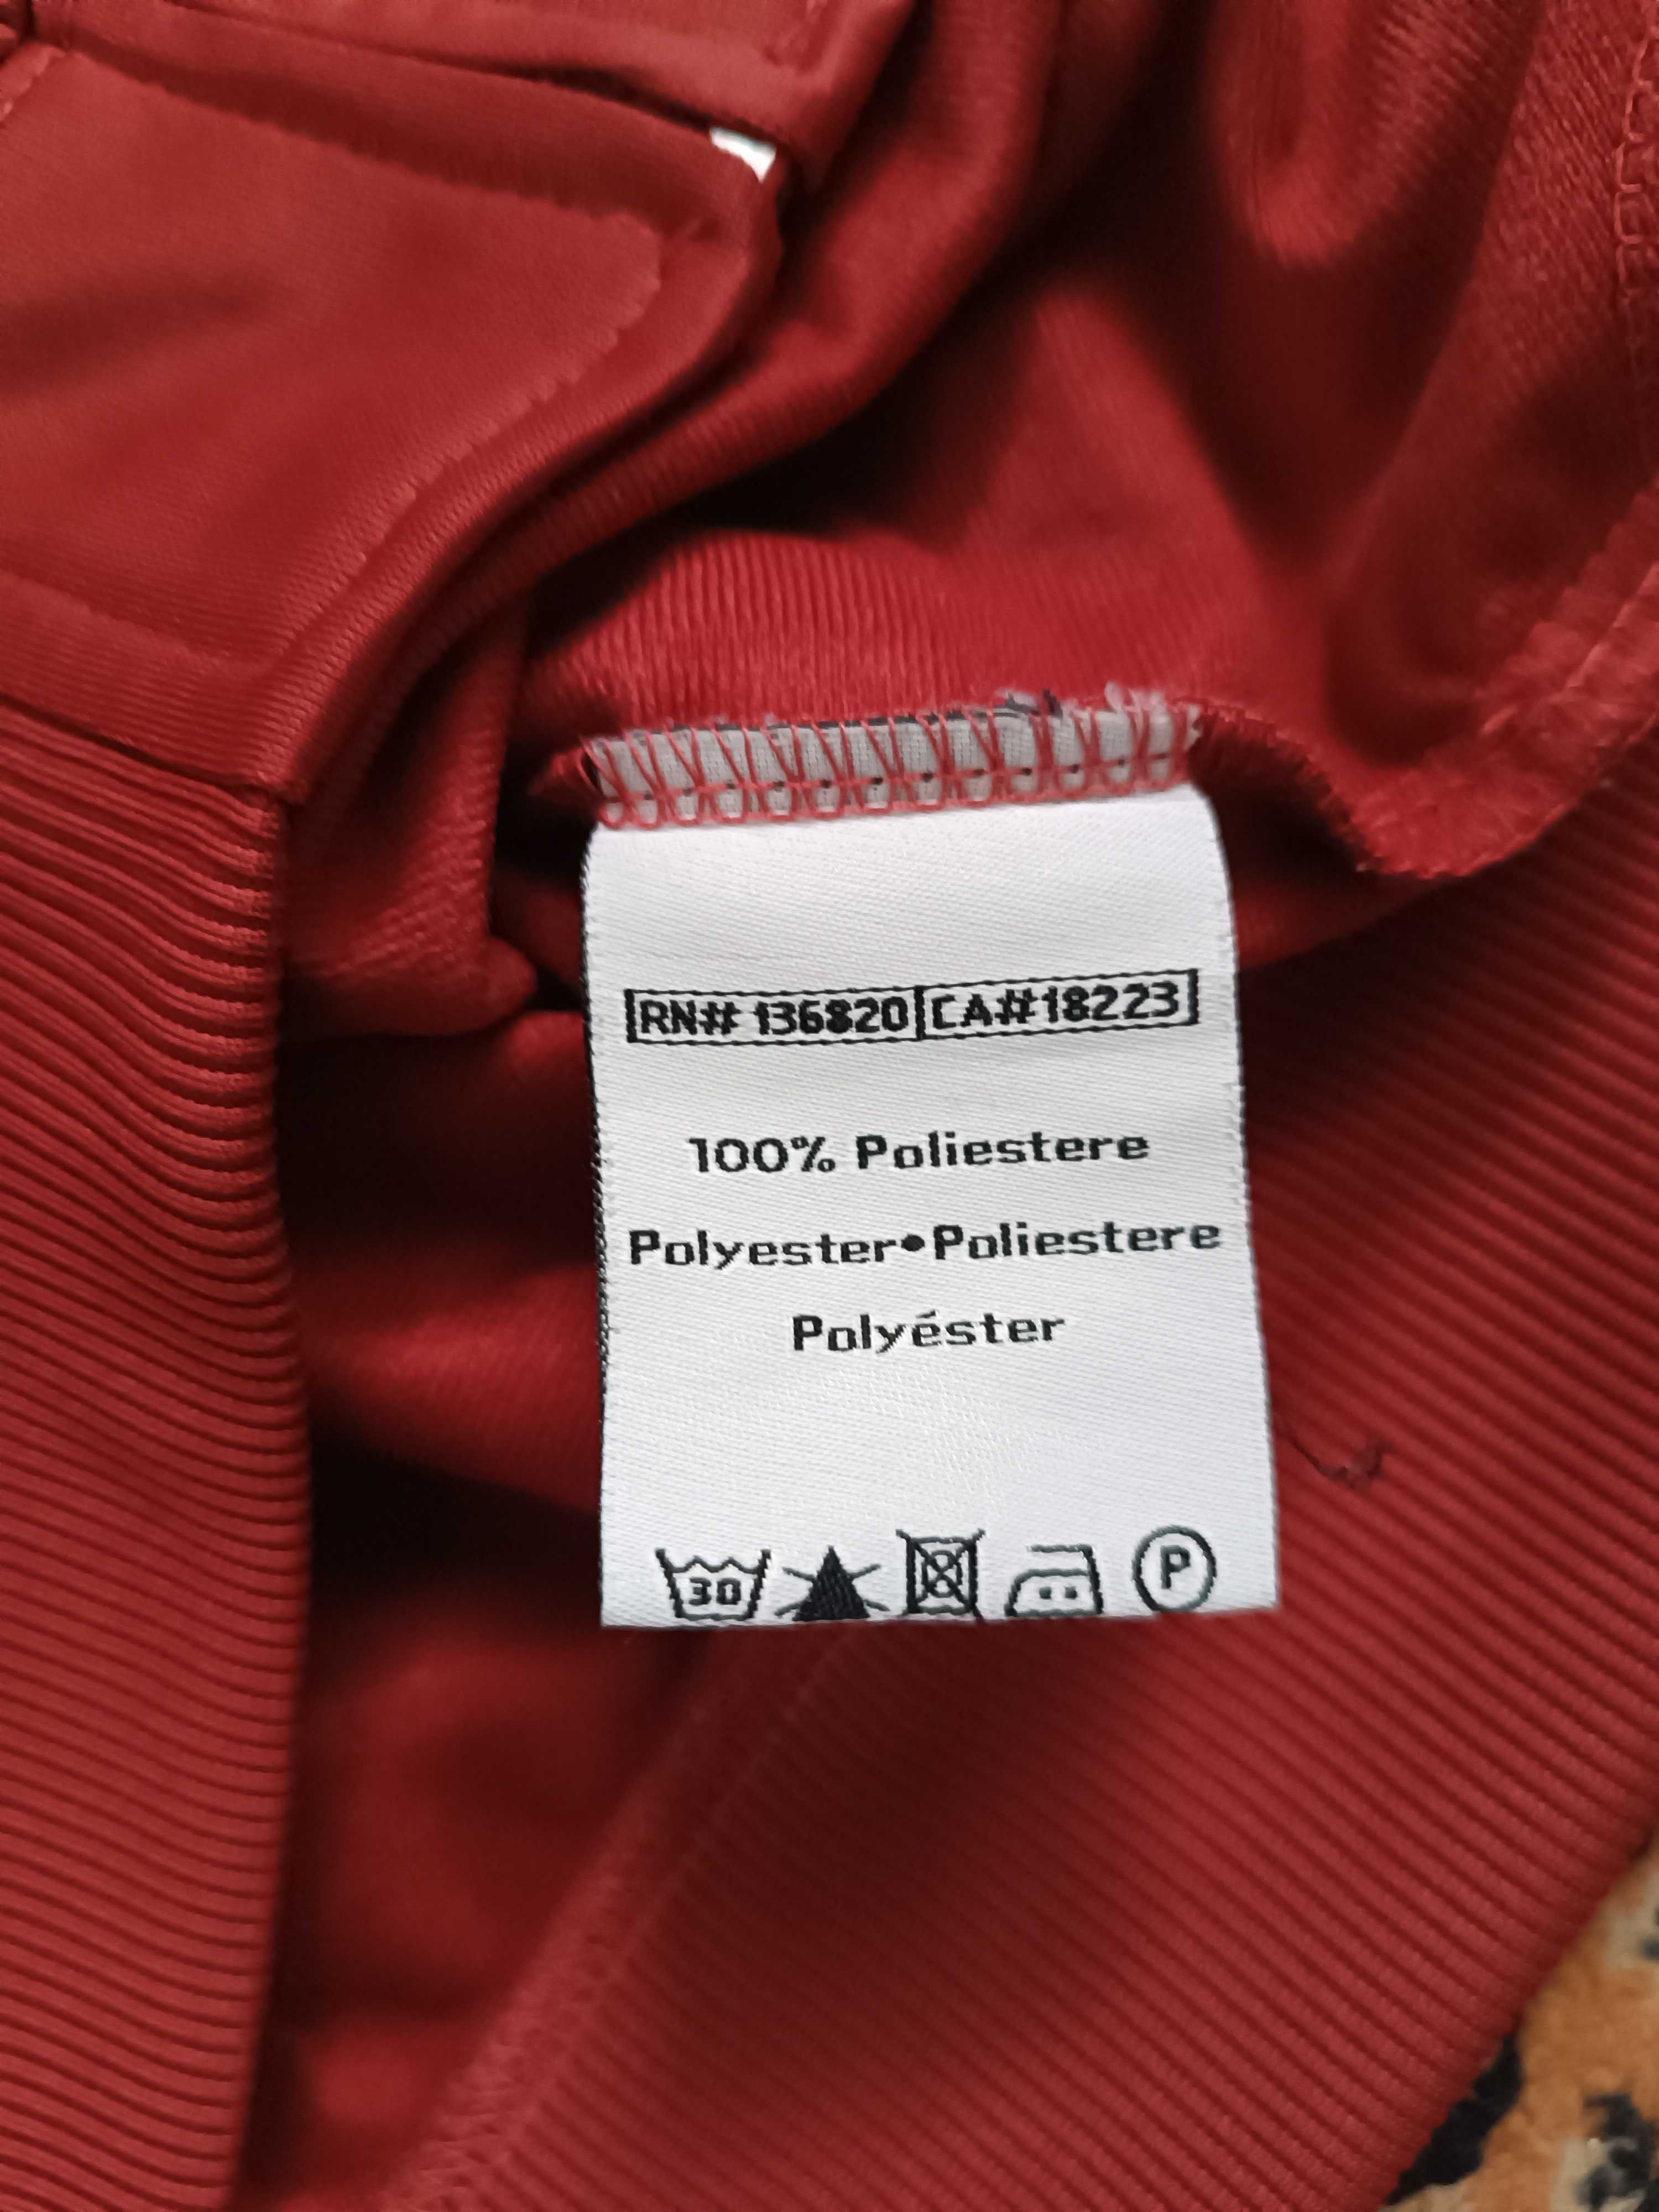 RN# 136820 CA#18223
100% Poliestere
Polyester•Poliestere
Polyéster
30 P